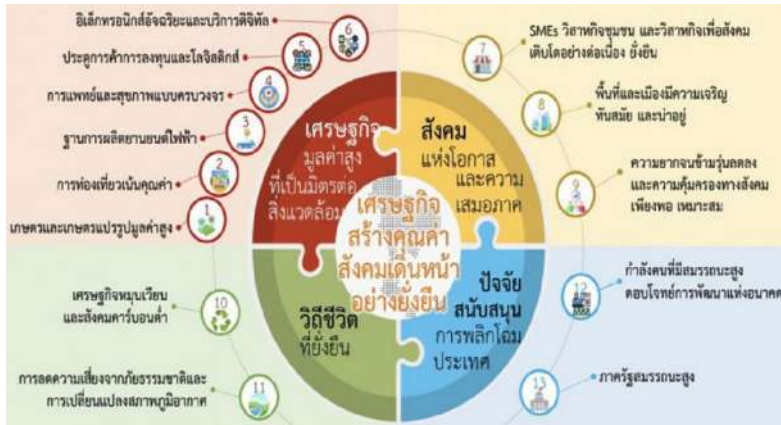 อิเล็กทรอนิกส์อัจฉริยะและบริการดิจิทัล
6
ประตูการค้าการลงทุนและโลจิสติกส์
5
การแพทย์และสุขภาพแบบครบวงจร
4
ฐานการผลิตยานยนต์ไฟฟ้า
3
การท่องเที่ยวเน้นคุณค่า
2
เกษตรและเกษตรแปรรูปมูลค่าสูง
1
เศรษฐกิจ
มูลค่าสูง
ที่เป็นมิตรต่อ
สิ่งแวดล้อม
สังคม
แห่งโอกาส
และความ
เสมอภาค
7
SMEs วิสาหกิจชุมชน และวิสาหกิจเพื่อสังคม
เติบโตอย่างต่อเนื่อง ยั่งยืน
8
พื้นที่และเมืองมีความเจริญ
ทันสมัย และน่าอยู่
9
ความยากจนข้ามรุ่นลดลง
และความคุ้มครองทางสังคม
เพียงพอ เหมาะสม
เศรษฐกิจ
สร้างคุณค่า
สังคมเดินหน้า
อย่างยั่งยืน
เศรษฐกิจหมุนเวียน
และสังคมคาร์บอนต่ำ
10
การลดความเสี่ยงจากภัยธรรมชาติและ
การเปลี่ยนแปลงสภาพภูมิอากาศ
11
วิถีชีวิต
ที่ยั่งยืน
ปัจจัย
สนับสนุน
การพลิกโฉม
ประเทศ
12
กำลังคนที่มีสมรรถนะสูง
ตอบโจทย์การพัฒนาแห่งอนาคต
13
ภาครัฐสมรรถนะสูง